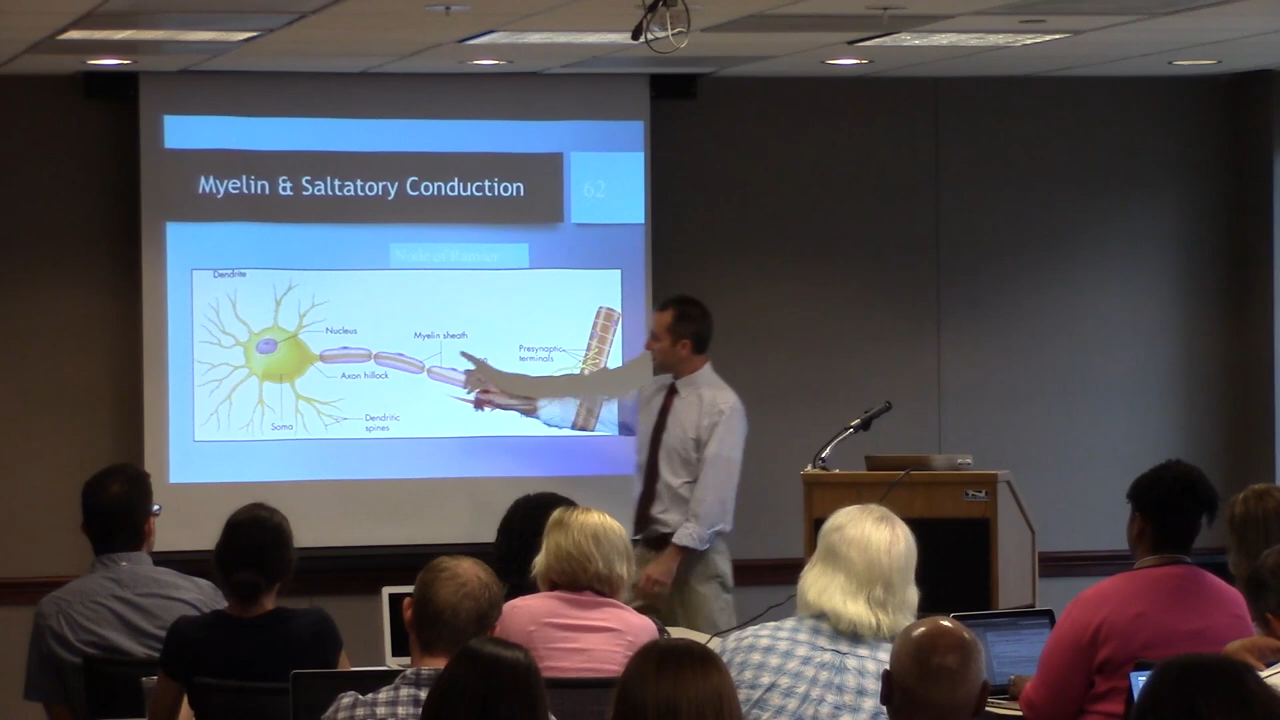 Myelin & Saltatory Conduction
62
Node of Ranvier
Dendrite
Nucleus
Myelin sheath
Presynaptic
terminals
Axon hillock
Dendritic
spines
Soma